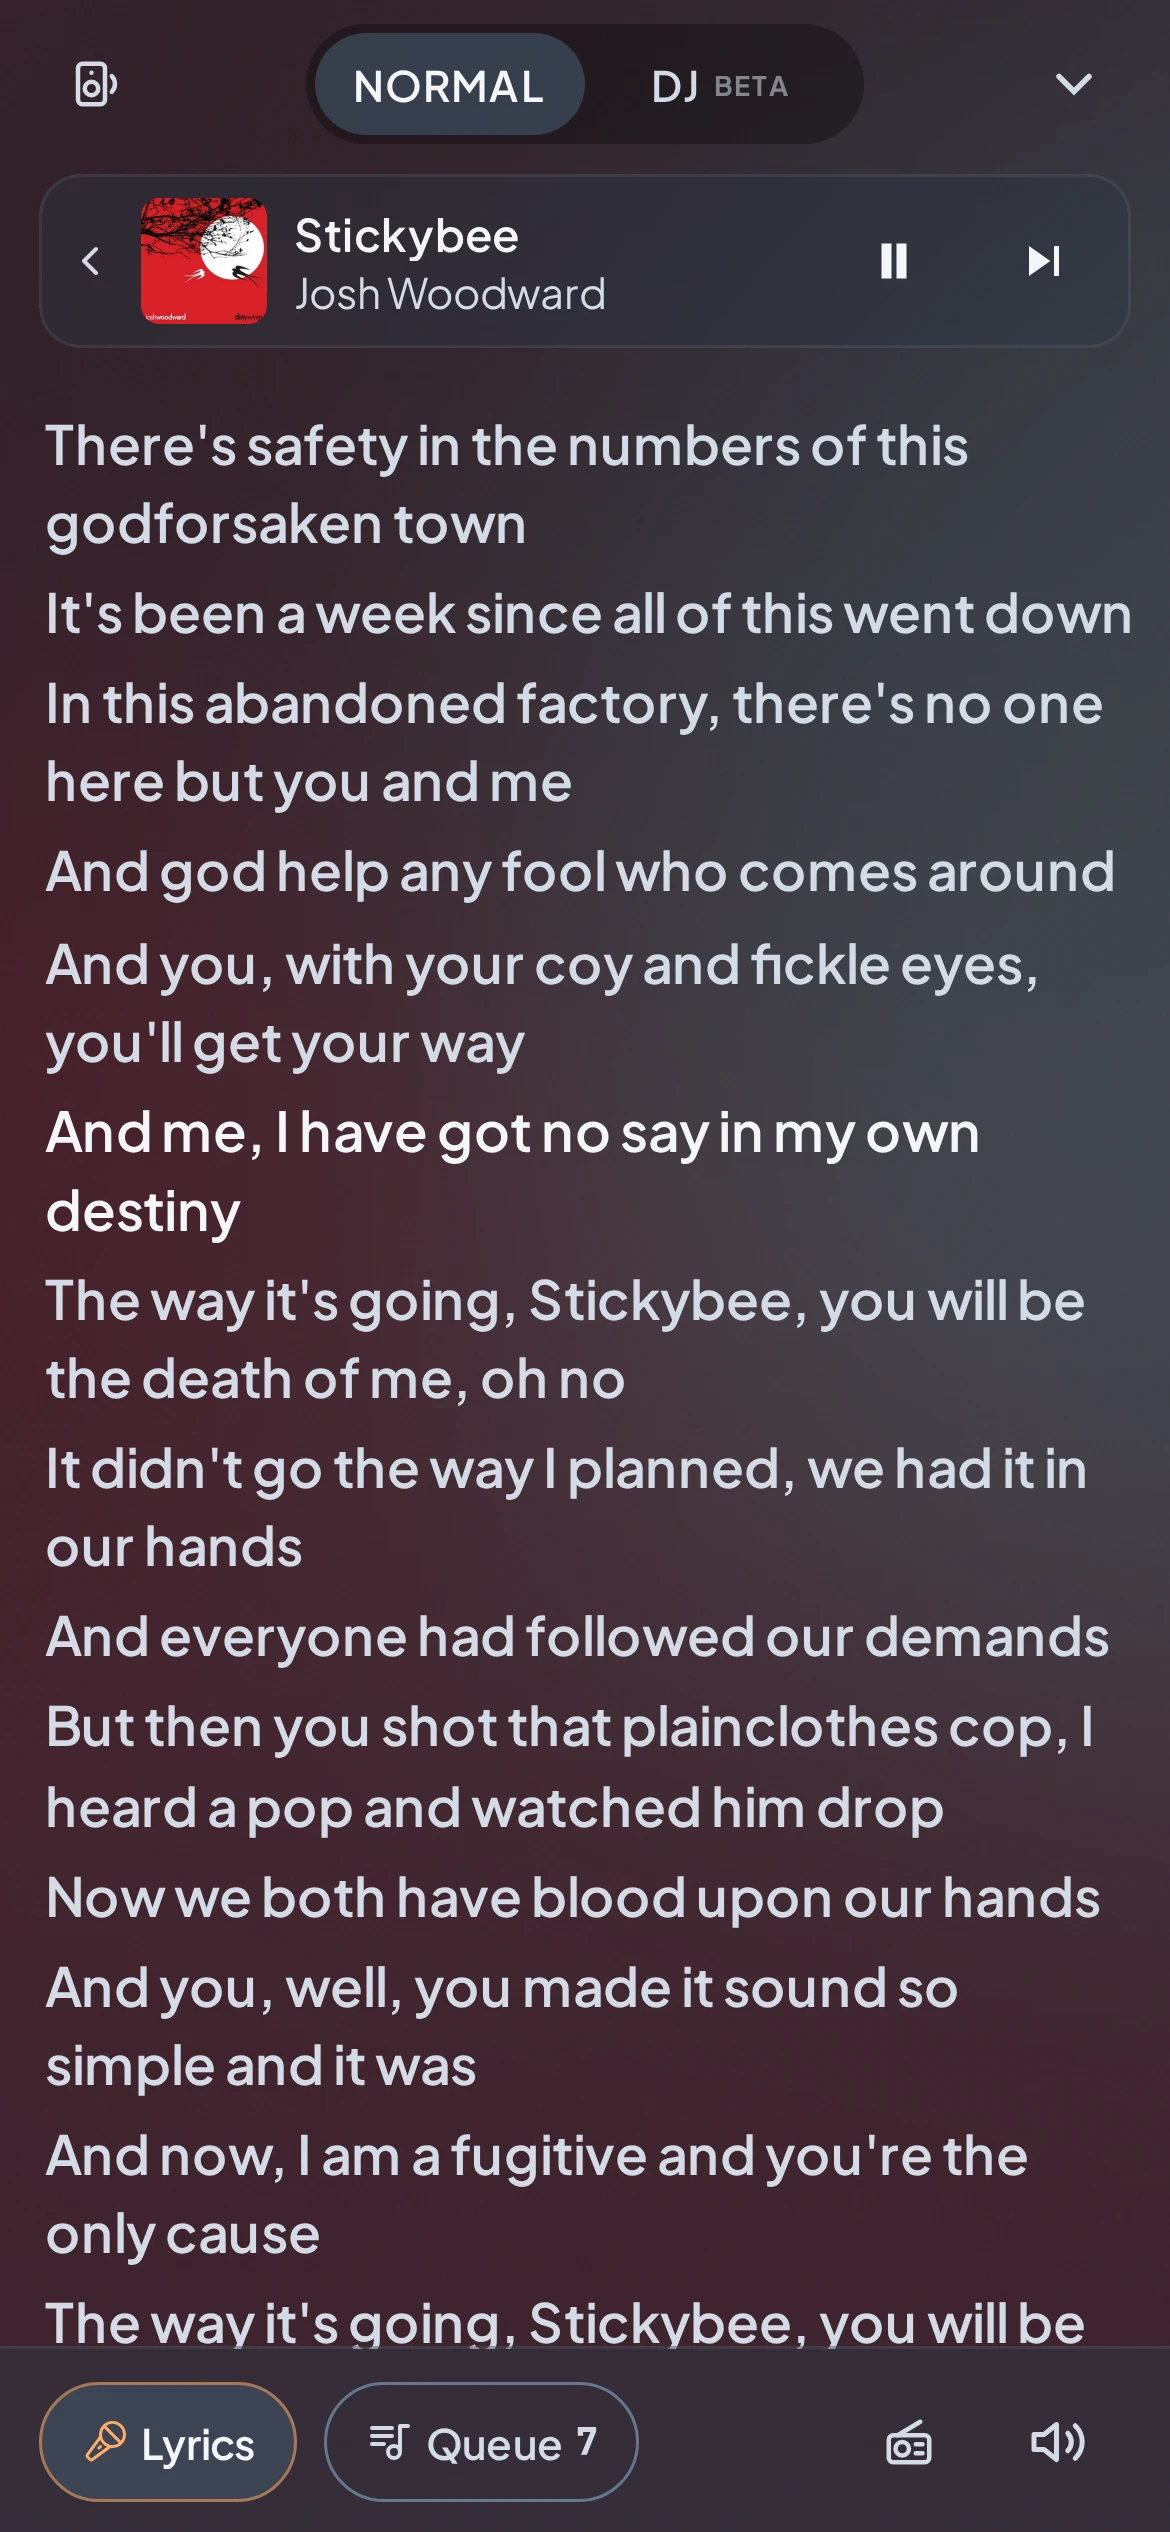 NORMAL
DJ BETA
Stickybee
Josh Woodward
joshwoodward
dirtywings
There's safety in the numbers of this
godforsaken town
It's been a week since all of this went down
In this abandoned factory, there's no one
here but you and me
And god help any fool who comes around
And you, with your coy and fickle eyes,
you'll get your way
And me, I have got no say in my own
destiny
The way it's going, Stickybee, you will be
the death of me, oh no
It didn't go the way I planned, we had it in
our hands
And everyone had followed our demands
But then you shot that plainclothes cop, I
heard a pop and watched him drop
Now we both have blood upon our hands
And you, well, you made it sound so
simple and it was
And now, I am a fugitive and you're the
only cause
The way it's going, Stickybee, you will be
Lyrics
Queue 7